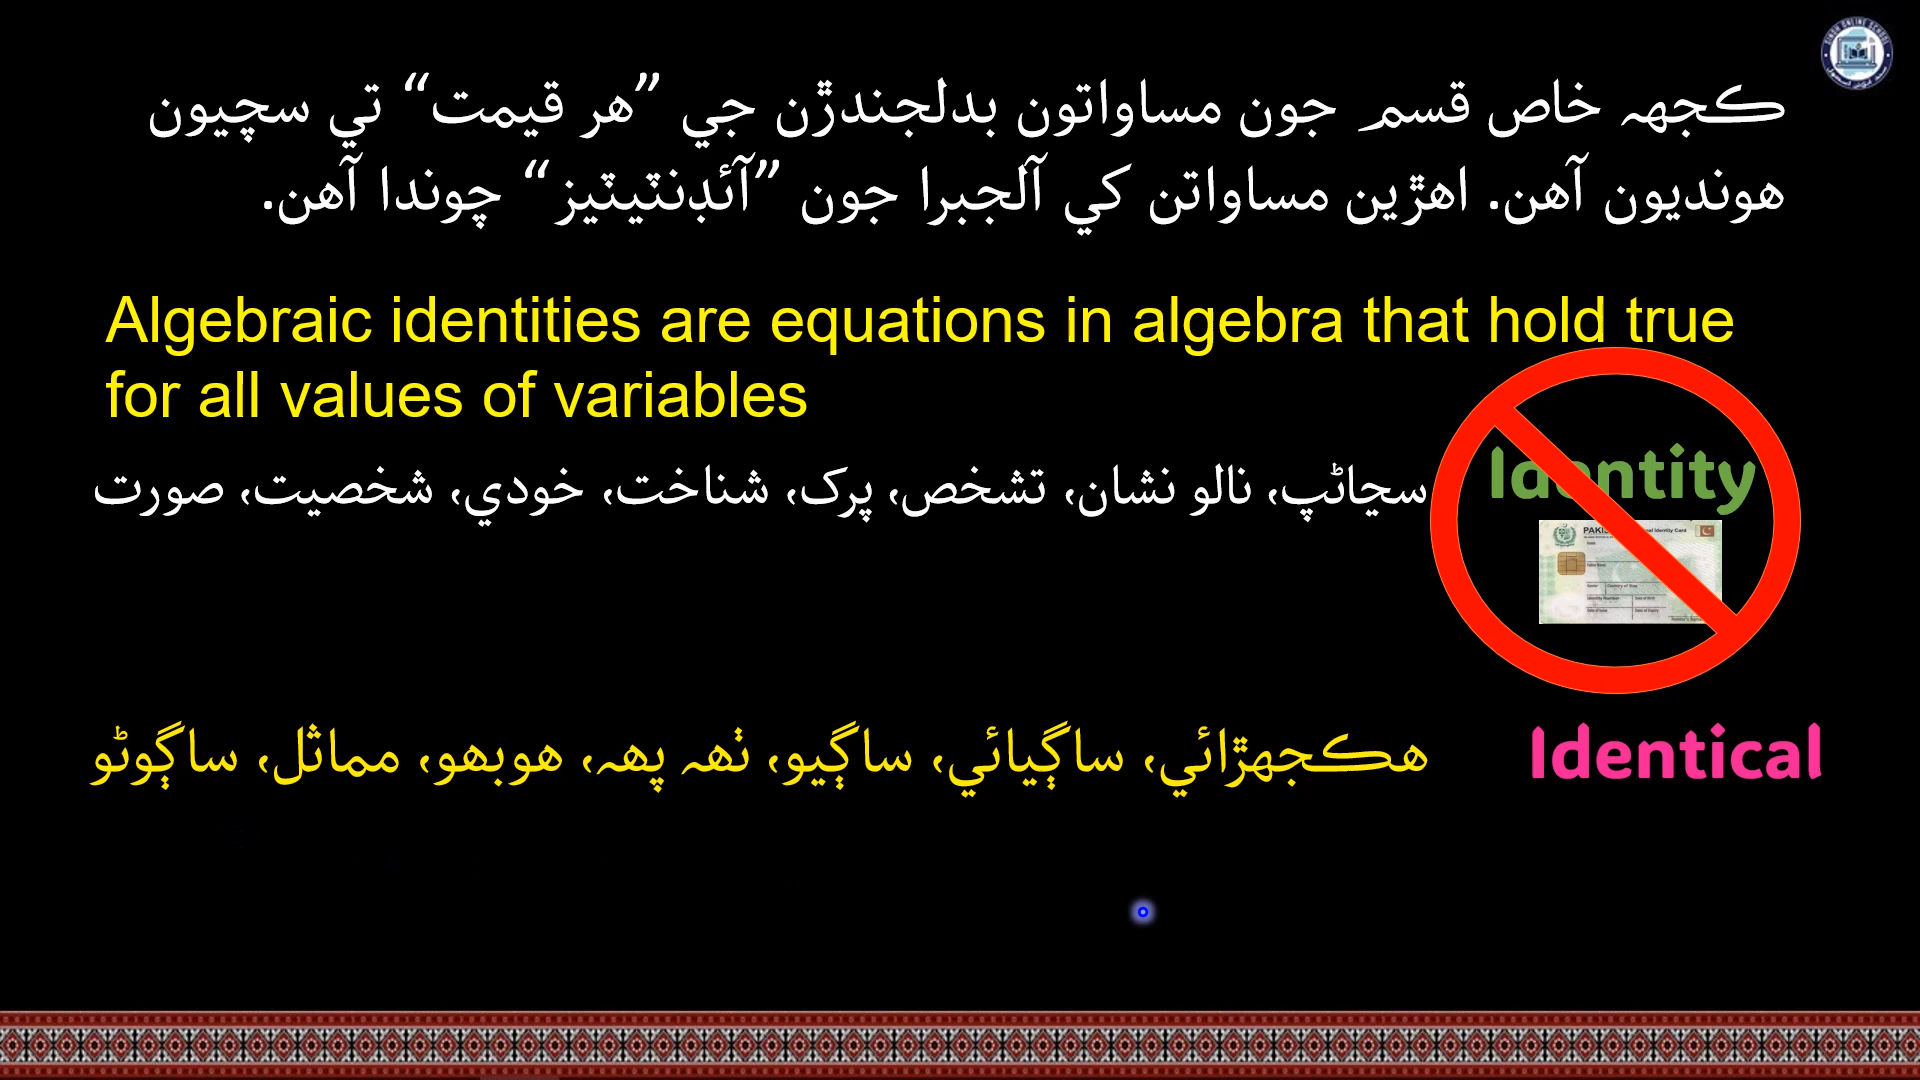 ڪجهہ خاص قسم جون مساواتون بدلجندڙن جي ”هر قيمت“ تي سچيون
هونديون آهن. اهڙين مساواتن کي آلجبرا جون ”آئڊنٽيٽيز“ چوندا آهن.
Algebraic identities are equations in algebra that hold true
for all values of variables
Identity
سڃاڻپ، نالو نشان، تشخص، پرک، شناخت، خودي، شخصيت، صورت
Identical
هڪجهڙائي، ساڳيائي، ساڳيو، ٺهہ پهہ، هوبهو، مماثل، ساڳوڻو